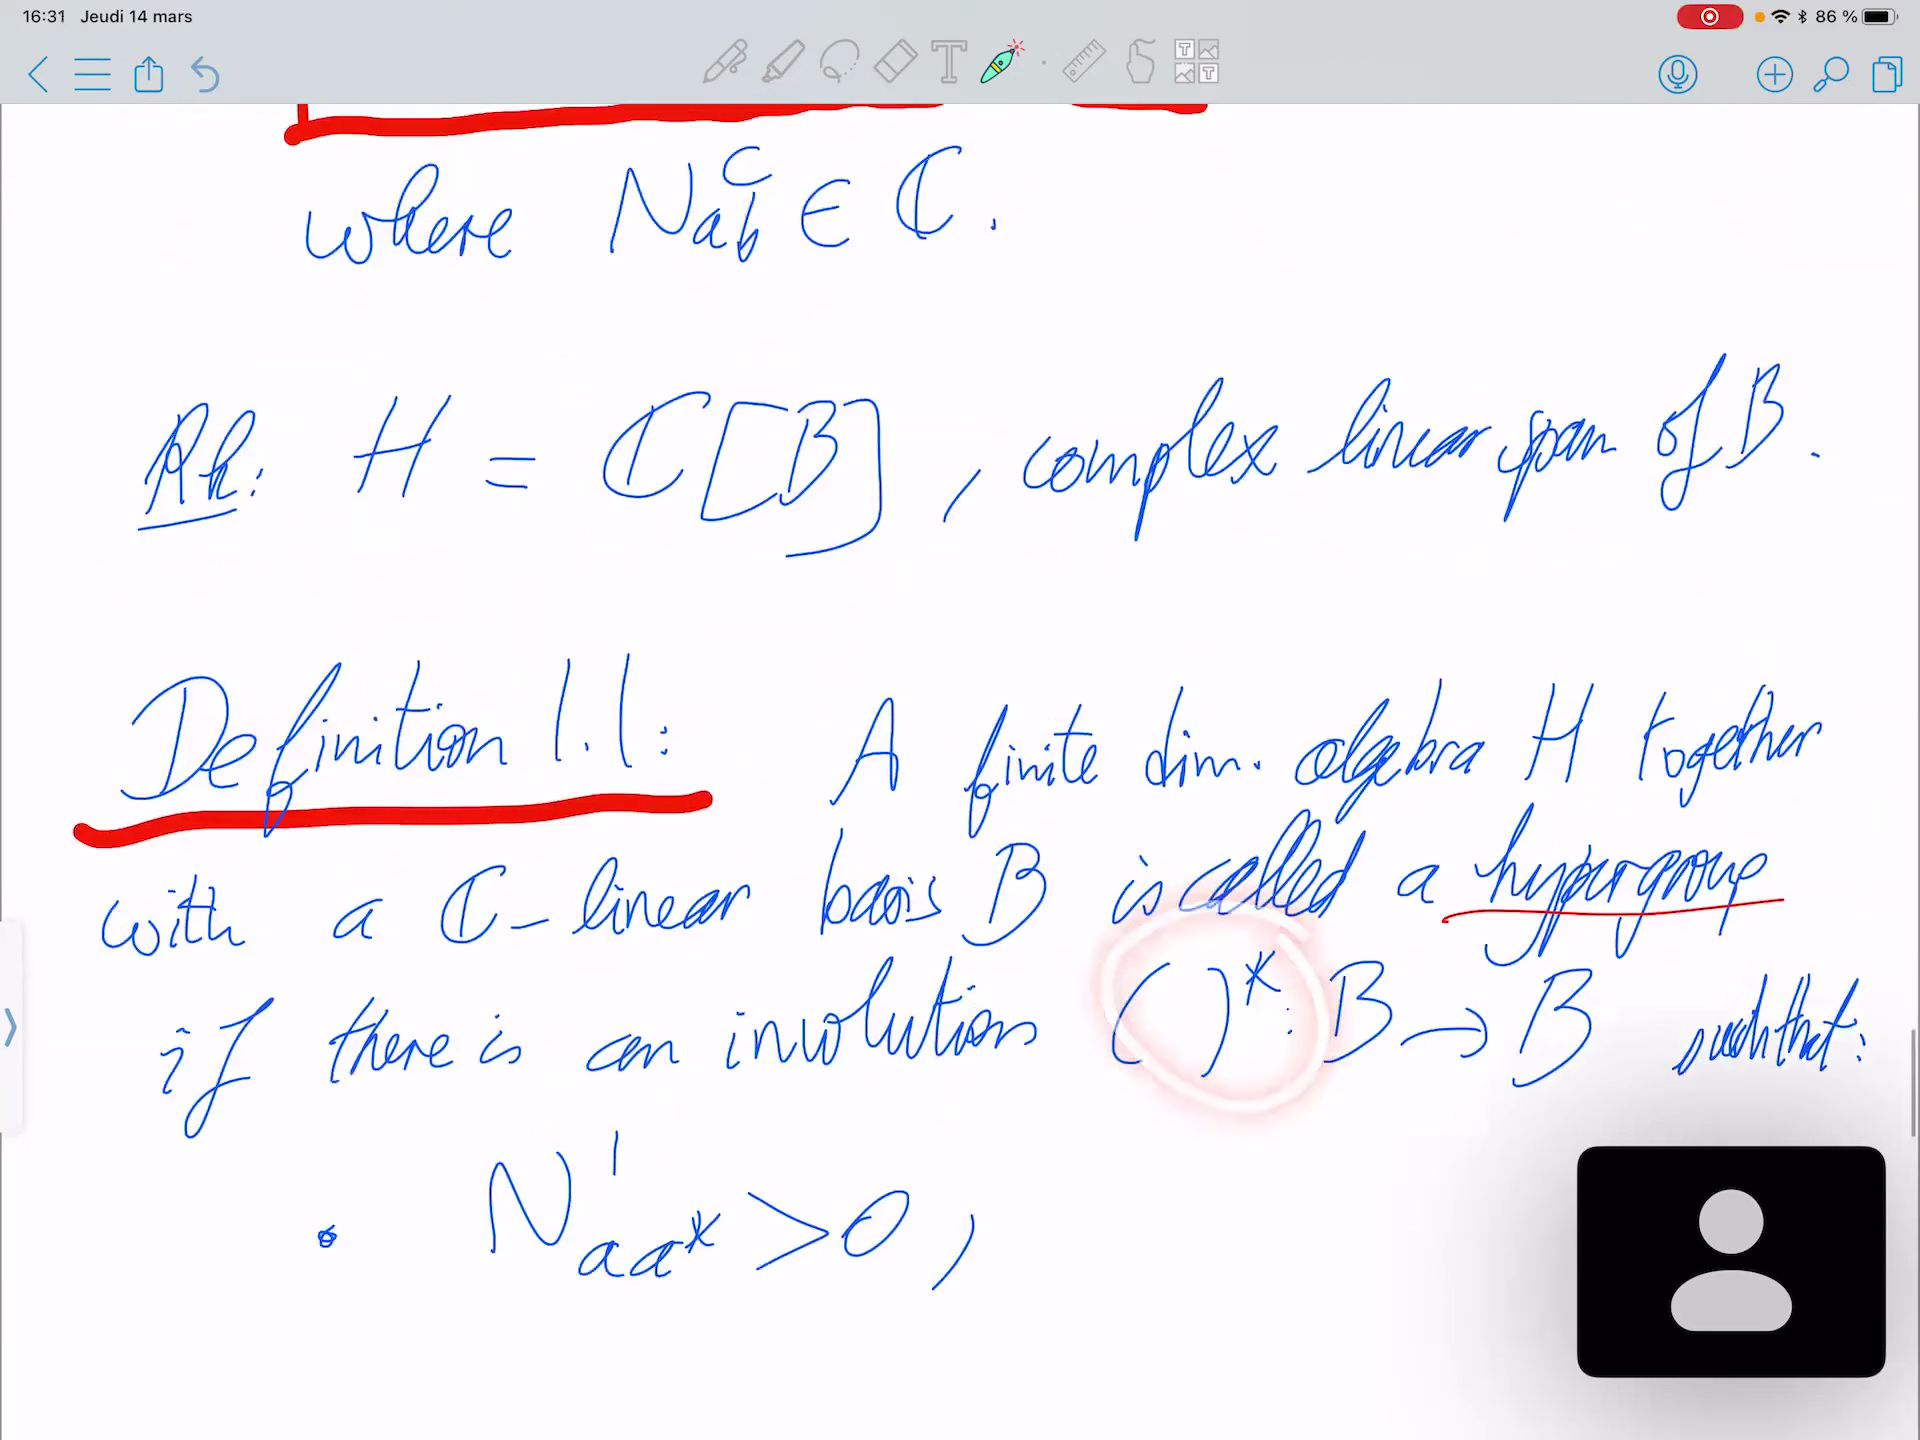 16:31 Jeudi 14 mars 86 %
where N_{ab}^{c} ∈ ℂ.
Rk: H = ℂ[B], complex linear span of B.
Definition 1.1: A finite dim. algebra H together
with a ℂ-linear basis B is called a hypergroup
if there is an involution ( )*: B → B such that:
• N^{1}_{aa*} > 0,